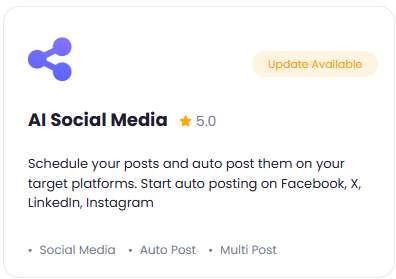 Update Available
AI Social Media ★ 5.0
Schedule your posts and auto post them on your
target platforms. Start auto posting on Facebook, X,
LinkedIn, Instagram
• Social Media • Auto Post • Multi Post